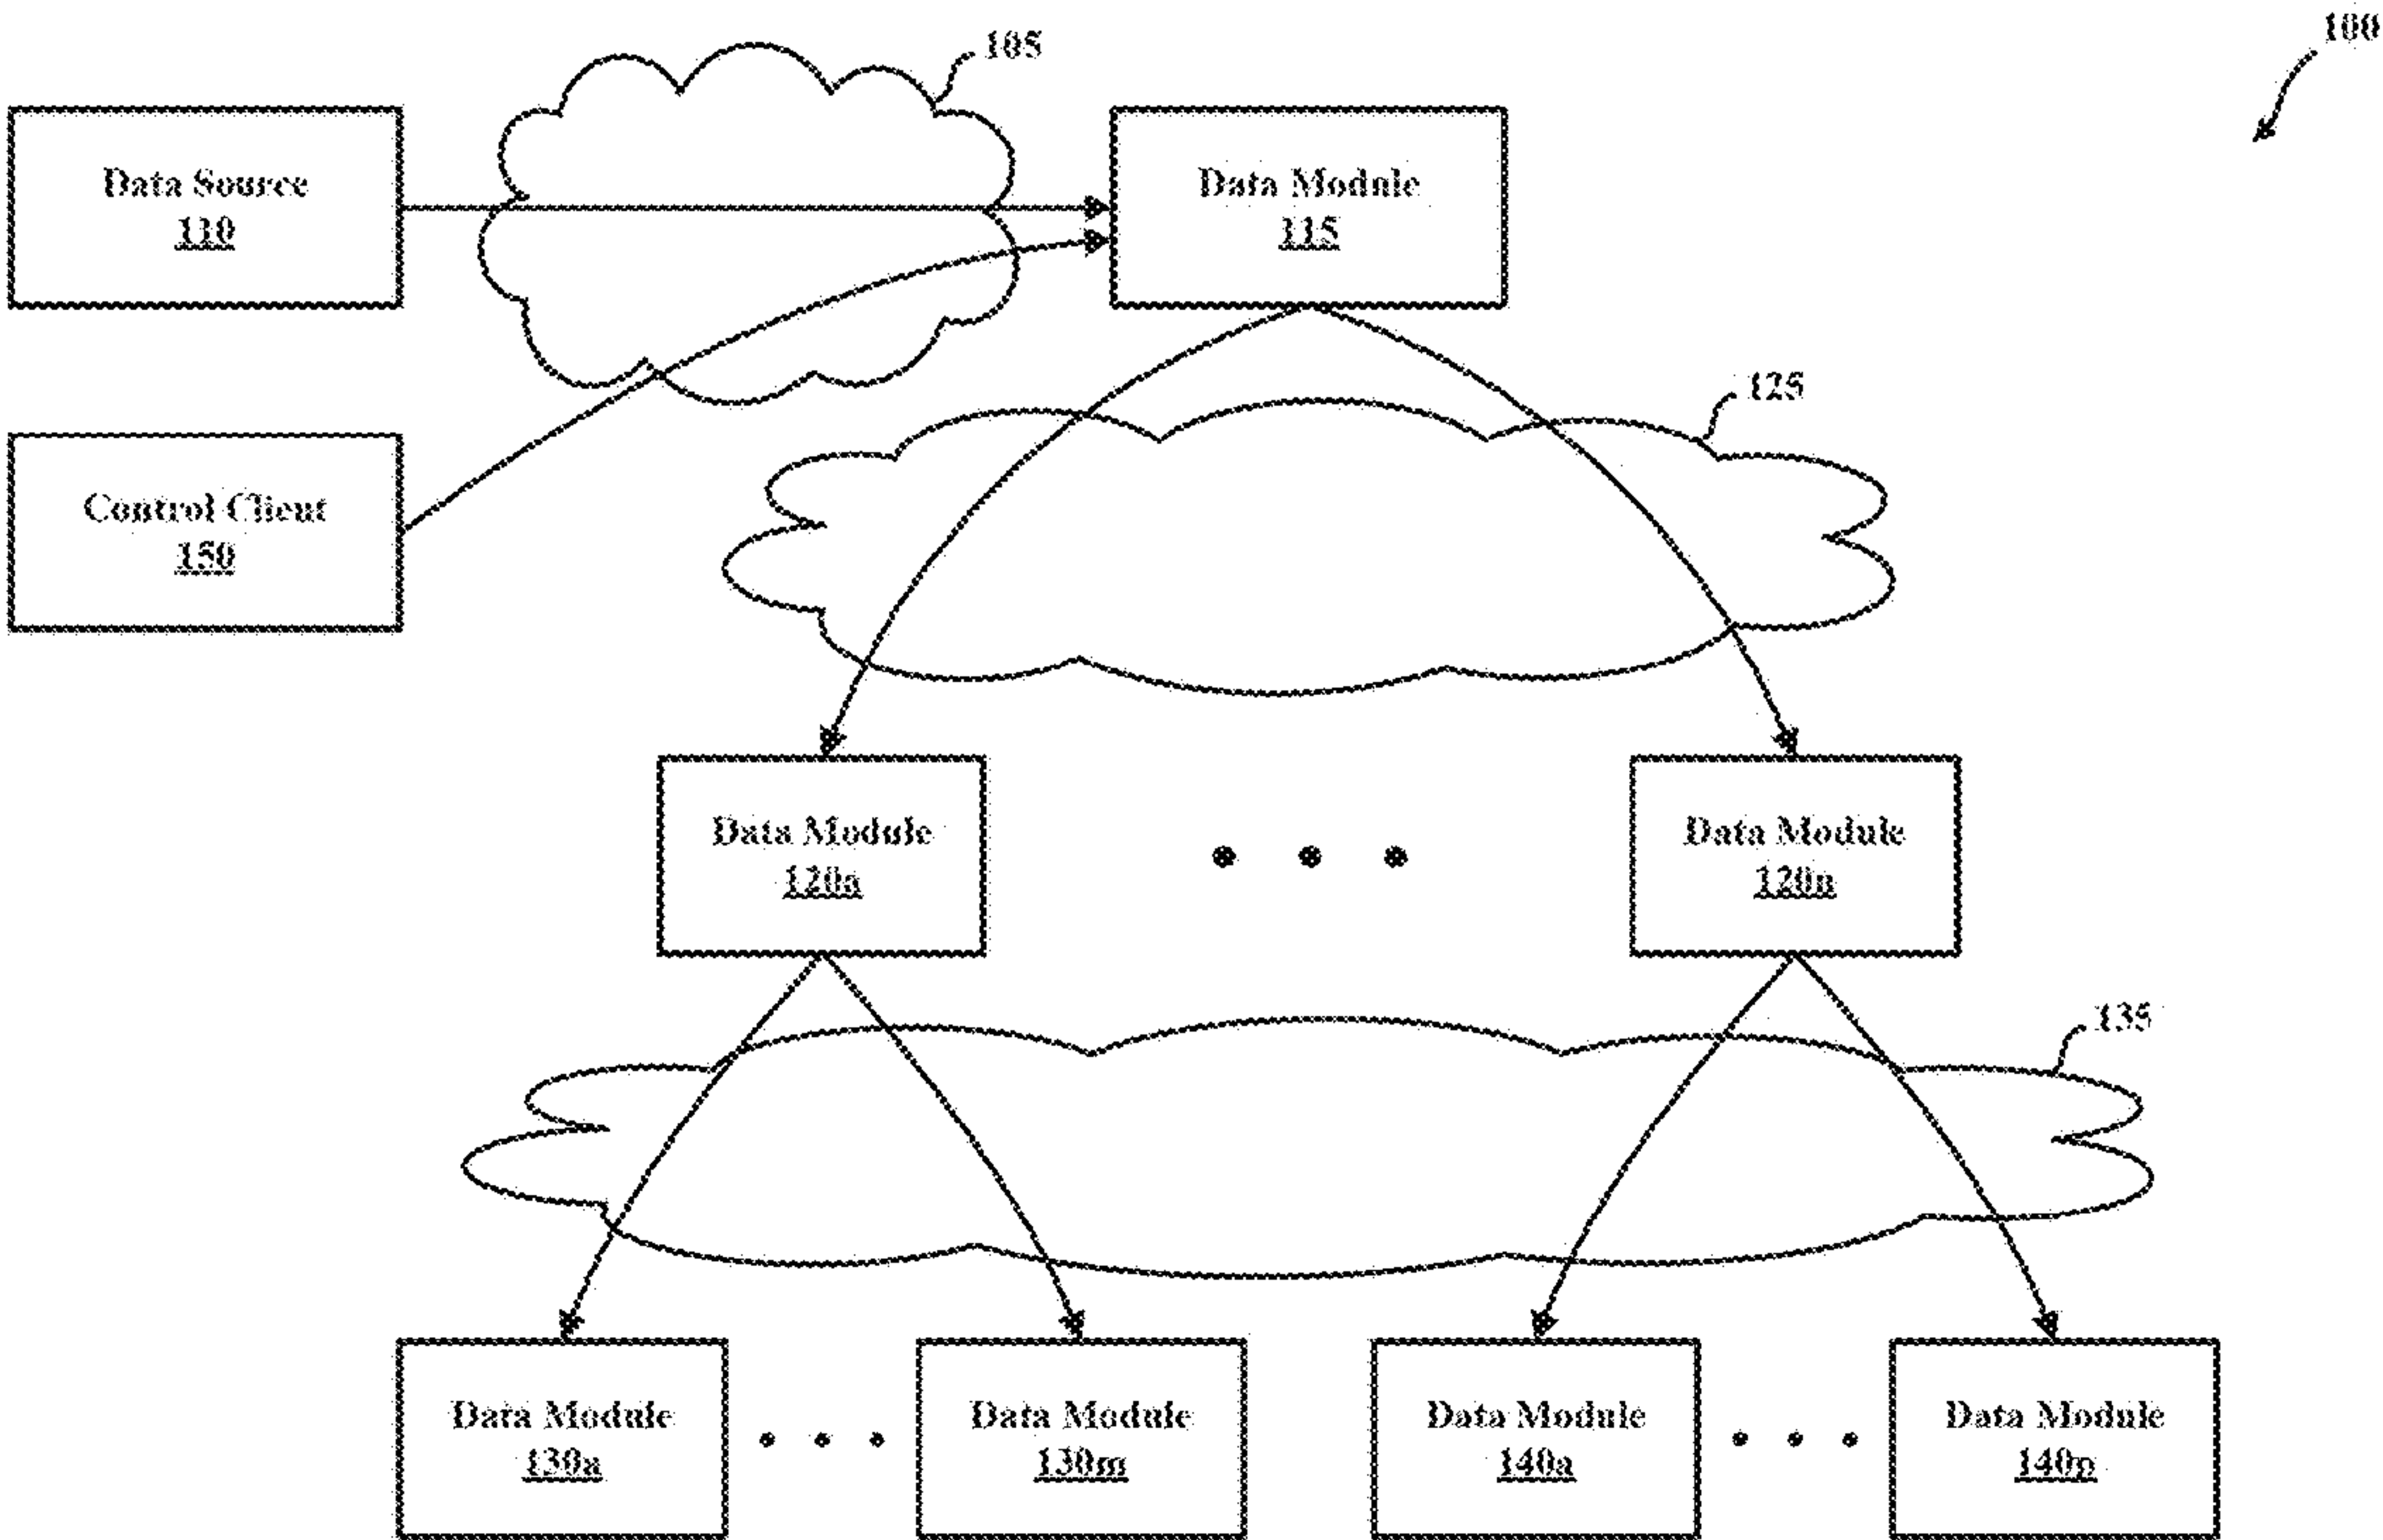 100
105
Data Source
110
Data Module
115
125
Control Client
150
Data Module
120a
Data Module
120n
135
Data Module
130a
Data Module
130m
Data Module
140a
Data Module
140p